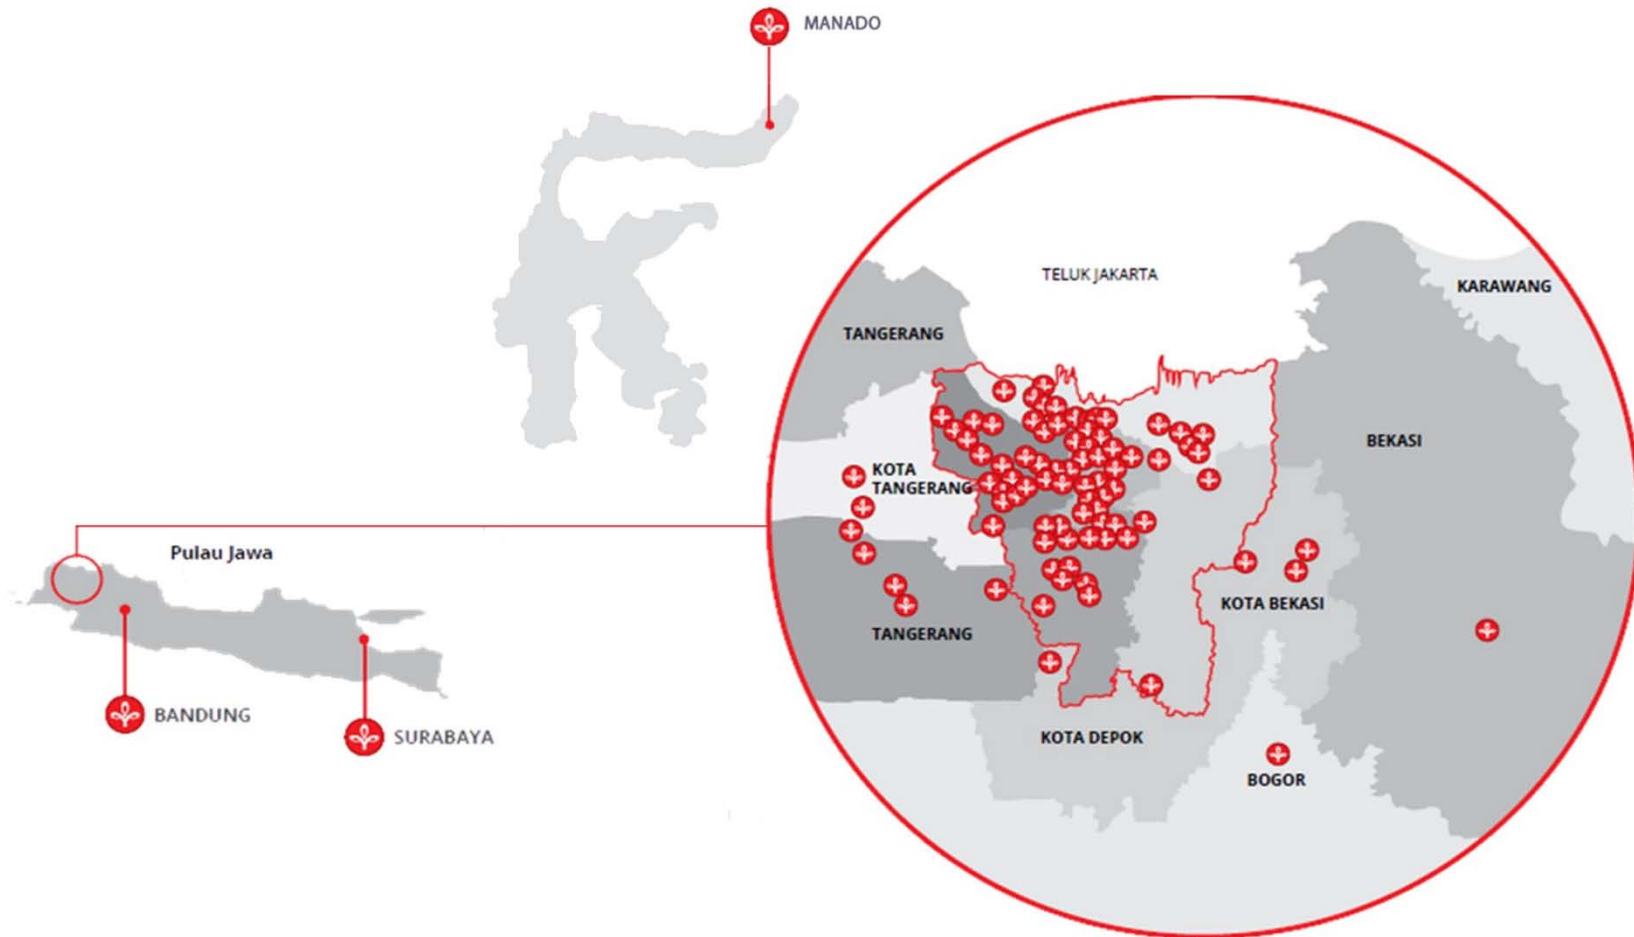 MANADO
TELUK JAKARTA
KARAWANG
TANGERANG
BEKASI
KOTA
TANGERANG
Pulau Jawa
KOTA BEKASI
TANGERANG
BANDUNG
SURABAYA
KOTA DEPOK
BOGOR